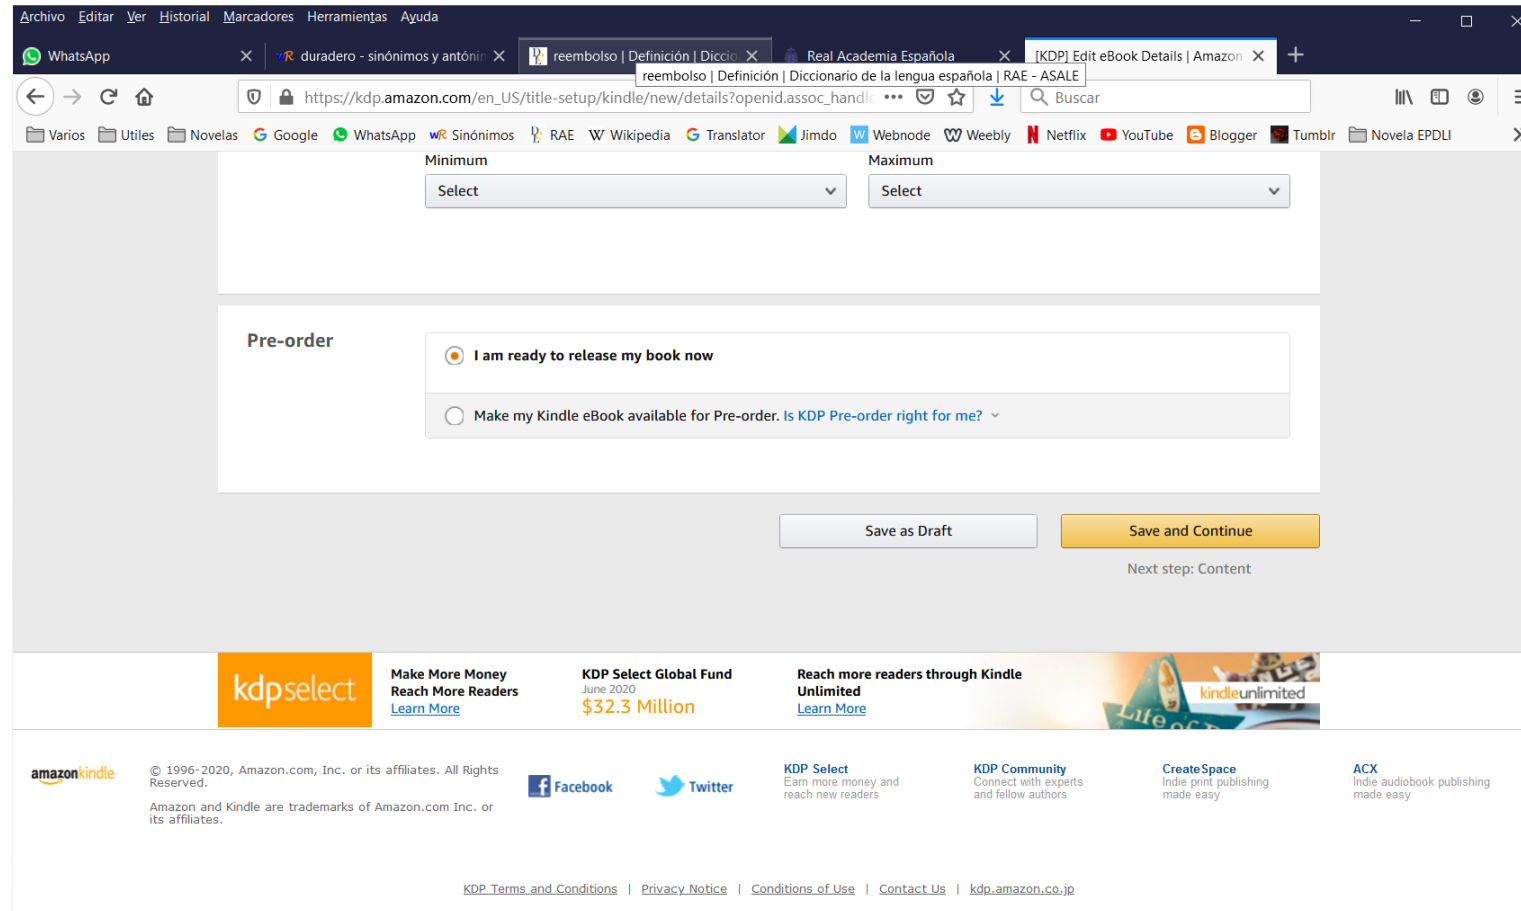 Archivo Editar Ver Historial Marcadores Herramientas Ayuda
WhatsApp
wR duradero - sinónimos y antónin
reembolso | Definición | Diccio
Real Academia Española
[KDP] Edit eBook Details | Amazon
reembolso | Definición | Diccionario de la lengua española | RAE - ASALE
https://kdp.amazon.com/en_US/title-setup/kindle/new/details?openid.assoc_handle
Buscar
Varios Utiles Novelas Google WhatsApp wR Sinónimos RAE W Wikipedia Translator Jimdo Webnode Weebly Netflix YouTube Blogger Tumblr Novela EPDLI
Minimum Maximum
Select Select
Pre-order
I am ready to release my book now
Make my Kindle eBook available for Pre-order. Is KDP Pre-order right for me?
Save as Draft Save and Continue
Next step: Content
kdpselect
Make More Money
Reach More Readers
Learn More
KDP Select Global Fund
June 2020
$32.3 Million
Reach more readers through Kindle
Unlimited
Learn More
kindleunlimited
Life of
amazonkindle
© 1996-2020, Amazon.com, Inc. or its affiliates. All Rights
Reserved.
Amazon and Kindle are trademarks of Amazon.com Inc. or
its affiliates.
Facebook
Twitter
KDP Select
Earn more money and
reach new readers
KDP Community
Connect with experts
and fellow authors
CreateSpace
Indie print publishing
made easy
ACX
Indie audiobook publishing
made easy
KDP Terms and Conditions | Privacy Notice | Conditions of Use | Contact Us | kdp.amazon.co.jp